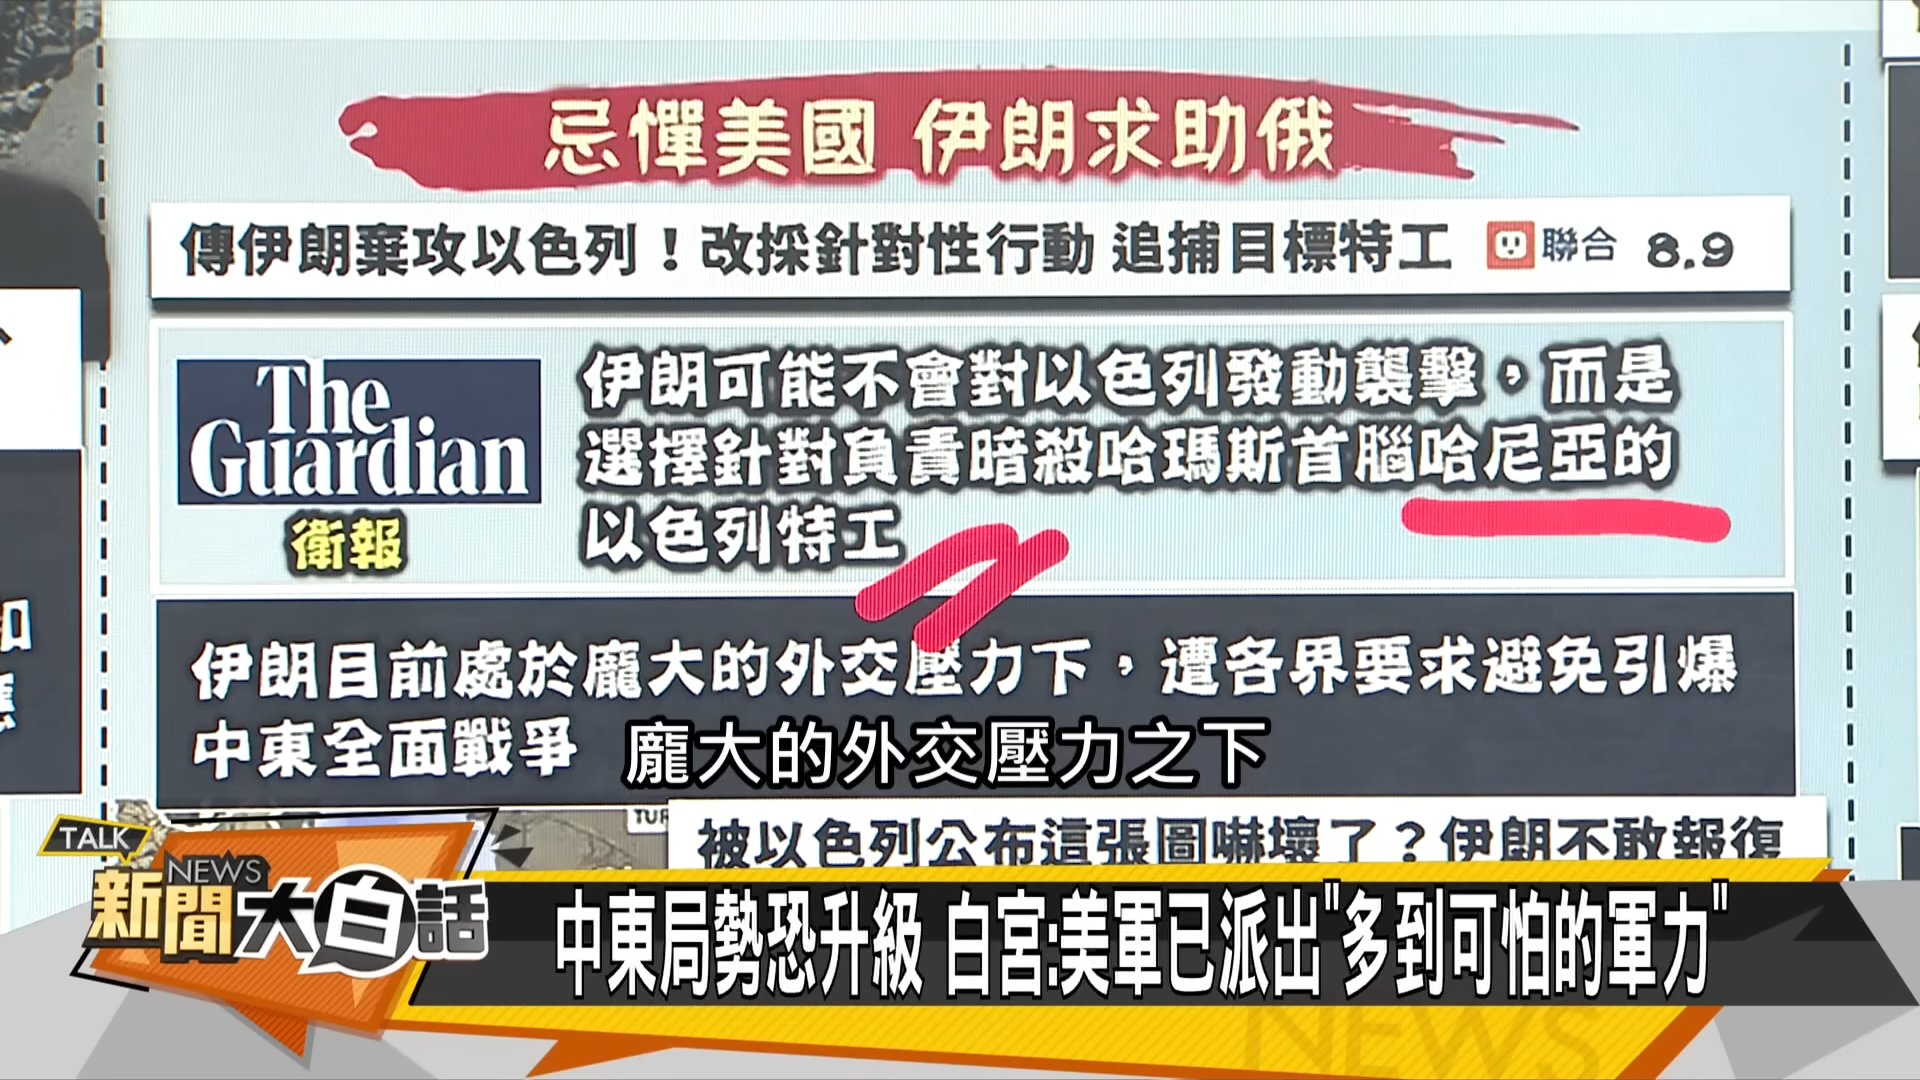 忌憚美國 伊朗求助俄
傳伊朗棄攻以色列！改採針對性行動 追捕目標特工 聯合 8.9
The
Guardian
衛報
伊朗可能不會對以色列發動襲擊，而是
選擇針對負責暗殺哈瑪斯首腦哈尼亞的
以色列特工
伊朗目前處於龐大的外交壓力下，遭各界要求避免引爆
中東全面戰爭
龐大的外交壓力之下
TUR
被以色列公布這張圖嚇壞了？伊朗不敢報復
TALK
NEWS
新聞大白話
中東局勢恐升級 白宮:美軍已派出"多到可怕的軍力"
NEWS